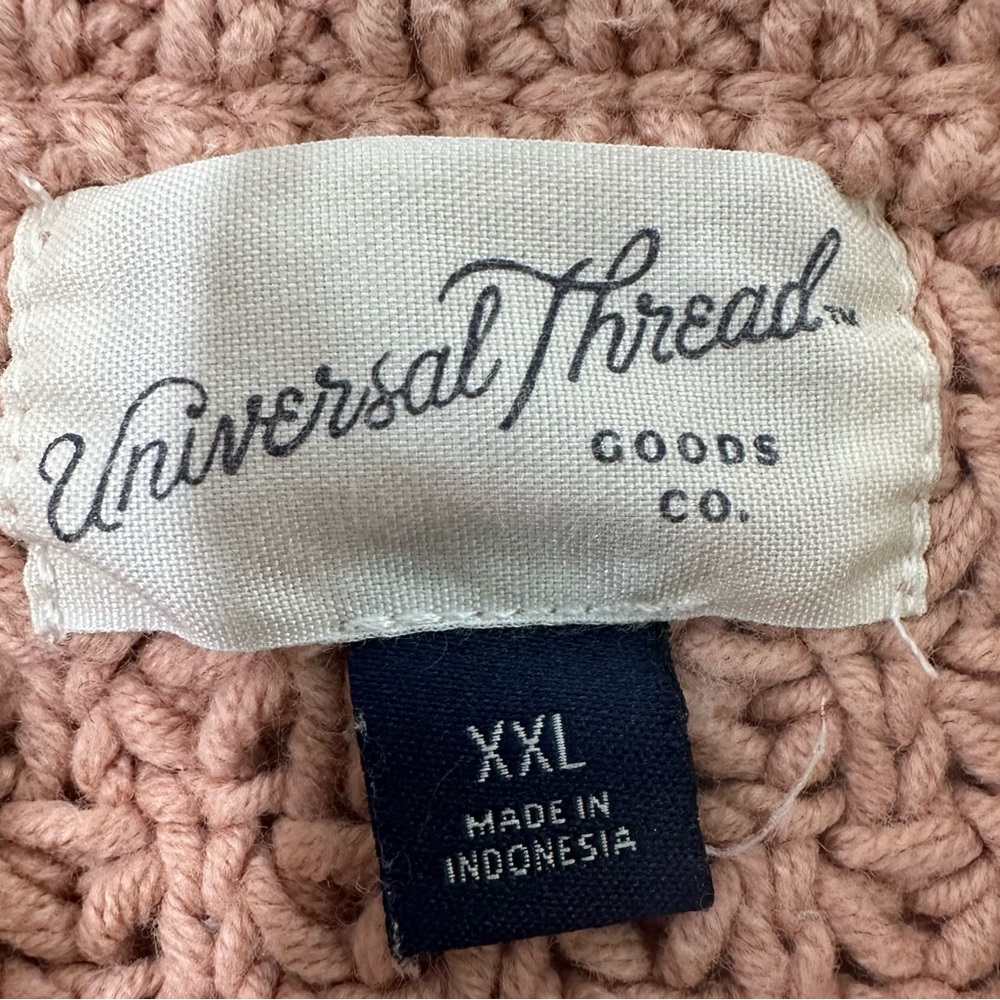 Universal Thread™
GOODS
CO.
XXL
MADE IN
INDONESIA